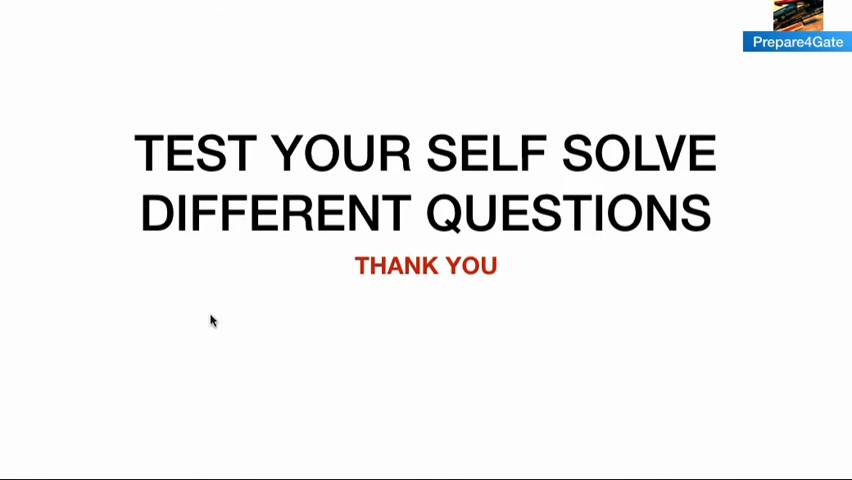 Prepare4Gate
TEST YOUR SELF SOLVE
DIFFERENT QUESTIONS
THANK YOU